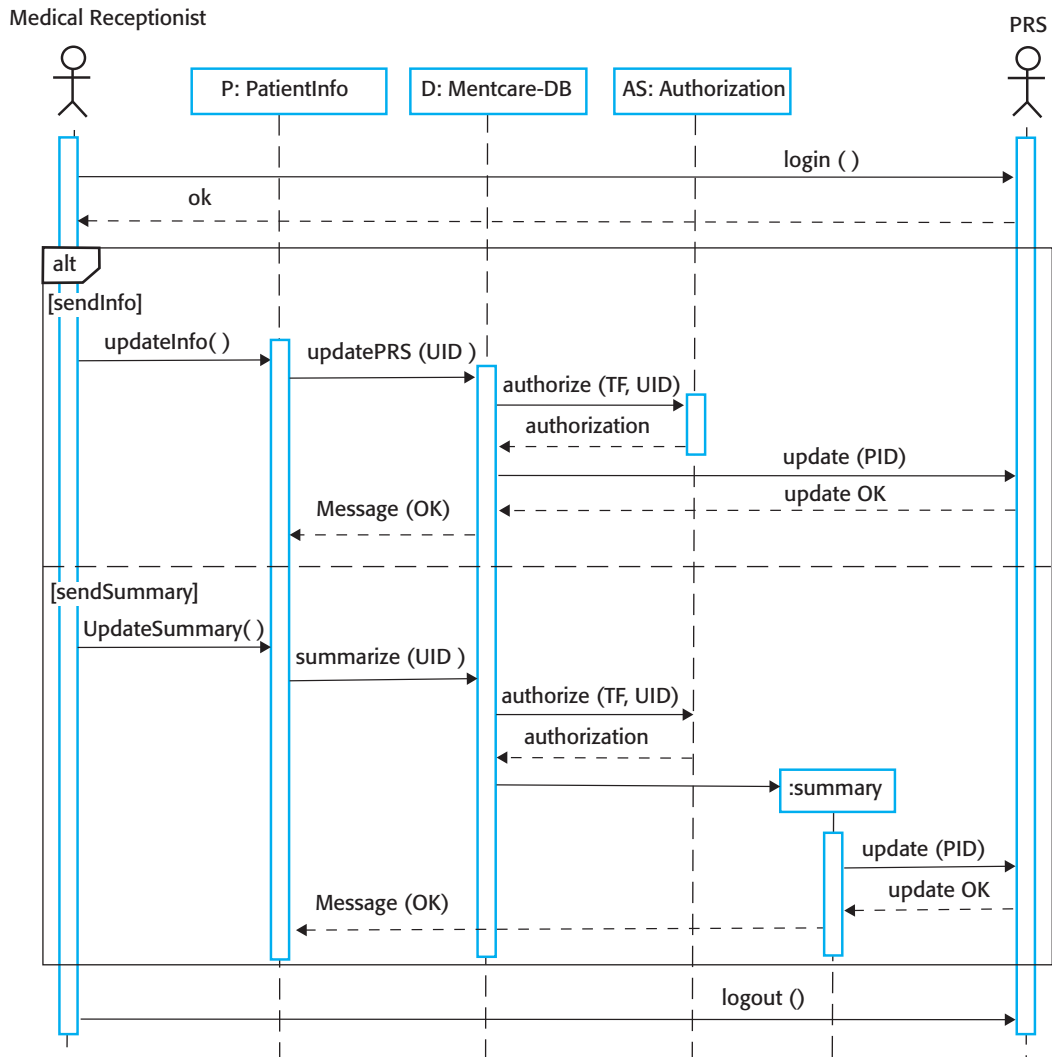 Medical Receptionist
PRS
P: PatientInfo
D: Mentcare-DB
AS: Authorization
login ( )
ok
alt
[sendInfo]
updateInfo( )
updatePRS (UID )
authorize (TF, UID)
authorization
update (PID)
update OK
Message (OK)
[sendSummary]
UpdateSummary( )
summarize (UID )
authorize (TF, UID)
authorization
:summary
update (PID)
update OK
Message (OK)
logout ()